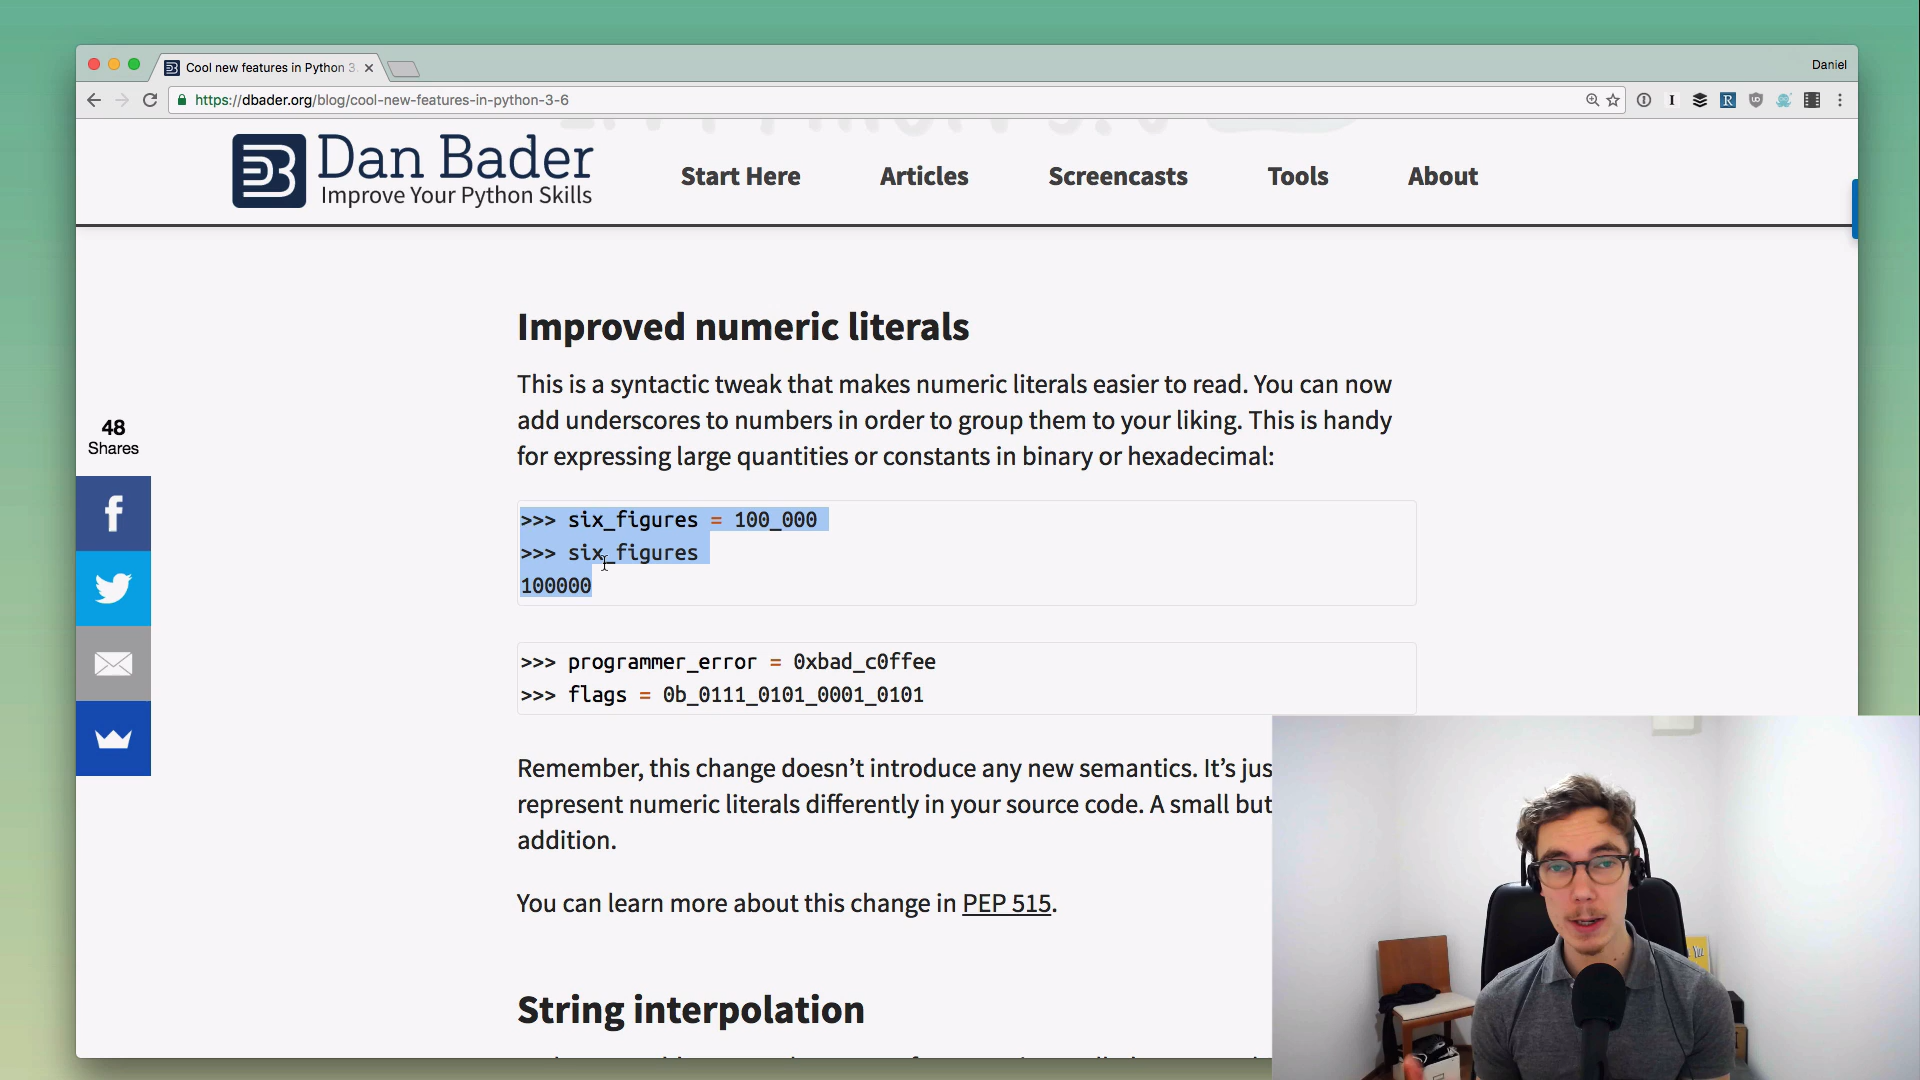 Cool new features in Python 3
Daniel
https://dbader.org/blog/cool-new-features-in-python-3-6
Dan Bader
Improve Your Python Skills
Start Here
Articles
Screencasts
Tools
About
Improved numeric literals
This is a syntactic tweak that makes numeric literals easier to read. You can now
add underscores to numbers in order to group them to your liking. This is handy
for expressing large quantities or constants in binary or hexadecimal:
48
Shares
>>> six_figures = 100_000
>>> six_figures
100000
>>> programmer_error = 0xbad_c0ffee
>>> flags = 0b_0111_0101_0001_0101
Remember, this change doesn’t introduce any new semantics. It’s jus
represent numeric literals differently in your source code. A small but
addition.
You can learn more about this change in PEP 515.
String interpolation